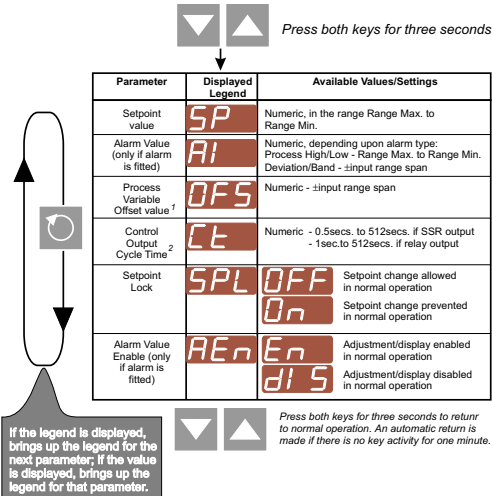 Press both keys for three seconds
Parameter Displayed Legend Available Values/Settings
Setpoint value SP Numeric, in the range Range Max. to
Range Min.
Alarm Value (only if alarm is fitted) A1 Numeric, depending upon alarm type:
Process High/Low - Range Max. to Range Min.
Deviation/Band - ±input range span
Process Variable Offset value 1 OFS Numeric - ±input range span
Control Output Cycle Time 2 Ct Numeric - 0.5secs. to 512secs. if SSR output
- 1sec.to 512secs. if relay output
Setpoint Lock SPL OFF Setpoint change allowed
in normal operation
On Setpoint change prevented
in normal operation
Alarm Value Enable (only if alarm is fitted) AEn En Adjustment/display enabled
in normal operation
diS Adjustment/display disabled
in normal operation
If the legend is displayed,
brings up the legend for the
next parameter; If the value
is displayed, brings up the
legend for that parameter.
Press both keys for three seconds to retunr
to normal operation. An automatic return is
made if there is no key activity for one minute.